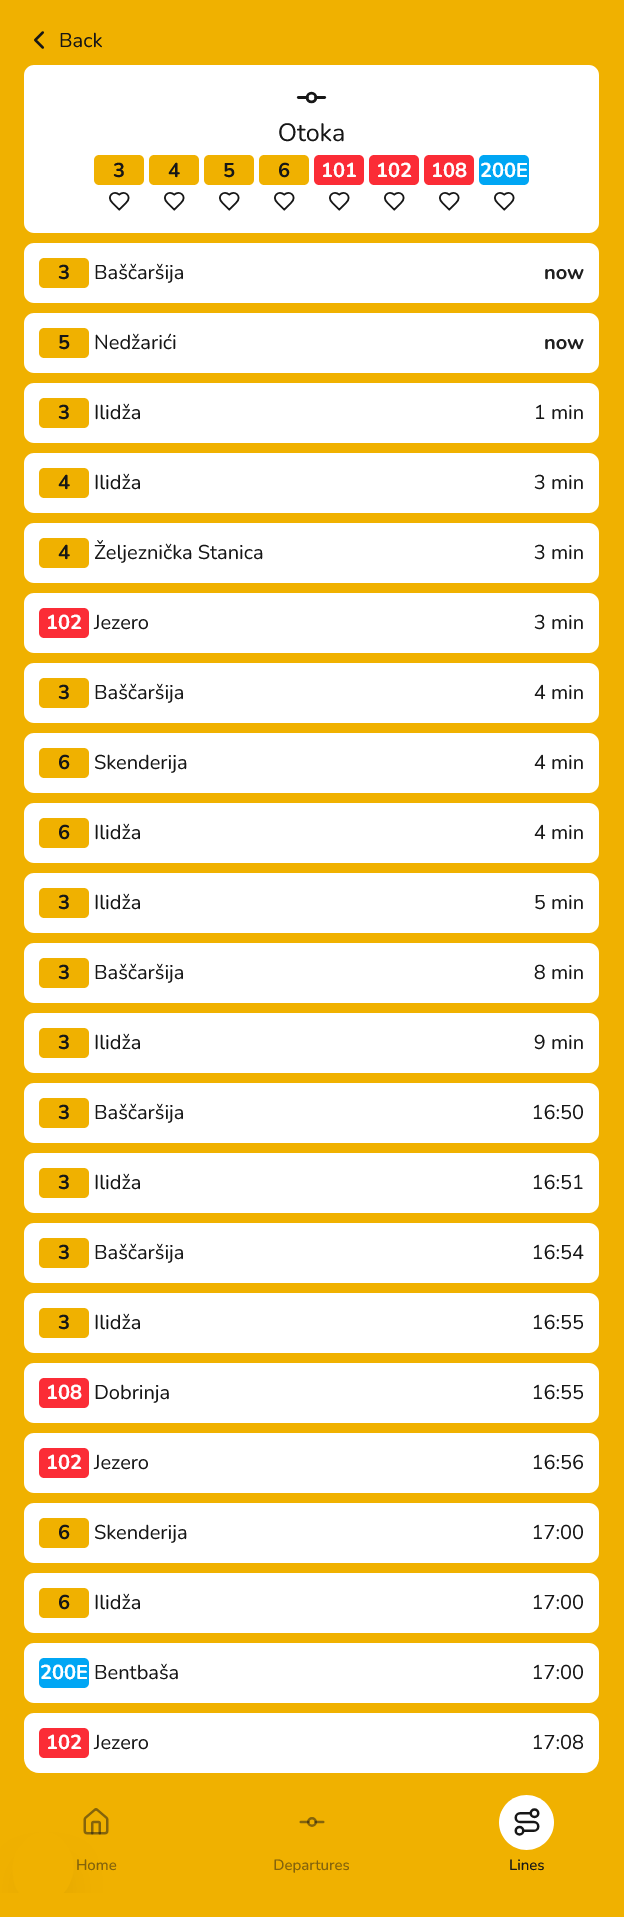 Back
Otoka
3 4 5 6 101 102 108 200E
3 Baščaršija now
5 Nedžarići now
3 Ilidža 1 min
4 Ilidža 3 min
4 Željeznička Stanica 3 min
102 Jezero 3 min
3 Baščaršija 4 min
6 Skenderija 4 min
6 Ilidža 4 min
3 Ilidža 5 min
3 Baščaršija 8 min
3 Ilidža 9 min
3 Baščaršija 16:50
3 Ilidža 16:51
3 Baščaršija 16:54
3 Ilidža 16:55
108 Dobrinja 16:55
102 Jezero 16:56
6 Skenderija 17:00
6 Ilidža 17:00
200E Bentbaša 17:00
102 Jezero 17:08
Home Departures Lines